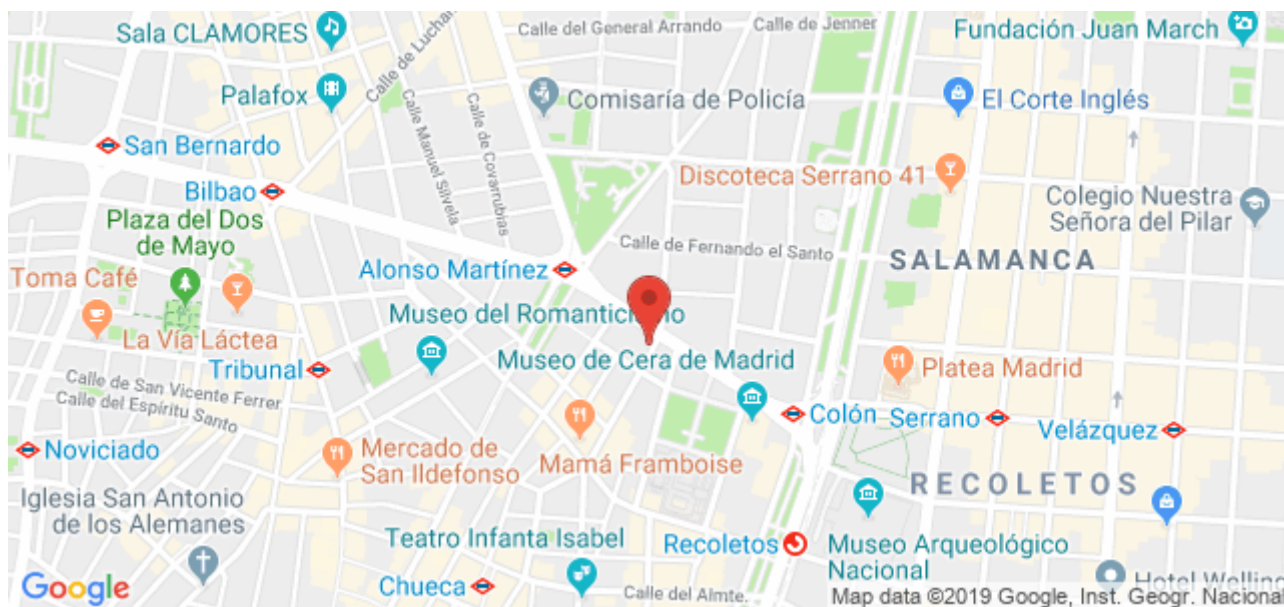 Sala CLAMORES
Calle del General Arrando
Calle de Jenner
Fundación Juan March
Calle de Luchan
Palafox
Comisaría de Policía
El Corte Inglés
Calle Manuel Silvela
Calle de Covarrubias
San Bernardo
Bilbao
Discoteca Serrano 41
Colegio Nuestra
Señora del Pilar
Plaza del Dos
de Mayo
Calle de Fernando el Santo
SALAMANCA
Alonso Martínez
Toma Café
La Vía Láctea
Museo del Romanticismo
Museo de Cera de Madrid
Tribunal
Platea Madrid
Calle de San Vicente Ferrer
Calle del Espíritu Santo
Colón
Serrano
Velázquez
Noviciado
Mercado de
San Ildefonso
Mamá Framboise
RECOLETOS
Iglesia San Antonio
de los Alemanes
Teatro Infanta Isabel
Recoletos
Museo Arqueológico
Nacional
Chueca
Calle del Almte.
Hotel Welling
Google
Map data ©2019 Google, Inst. Geogr. Naciona